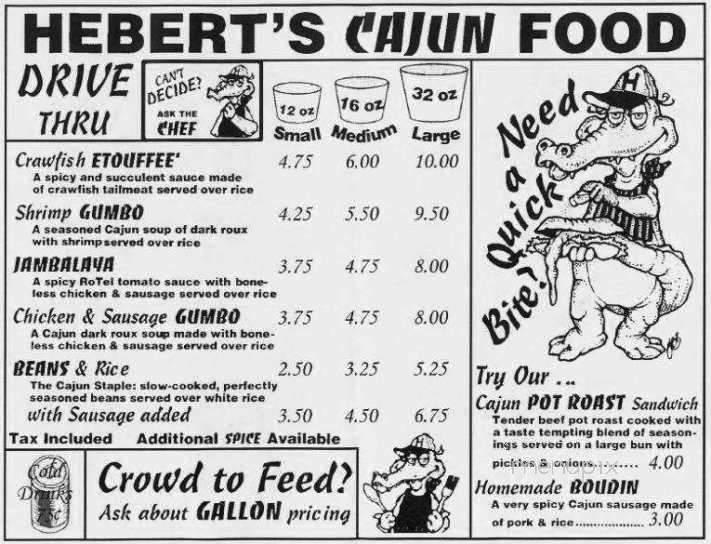 HEBERT'S CAJUN FOOD
DRIVE
THRU
CAN'T
DECIDE?
ASK THE
CHEF
12 oz 16 oz 32 oz
Small Medium Large
Crawfish ETOUFFEE' 4.75 6.00 10.00
A spicy and succulent sauce made
of crawfish tailmeat served over rice
Shrimp GUMBO 4.25 5.50 9.50
A seasoned Cajun soup of dark roux
with shrimp served over rice
JAMBALAYA 3.75 4.75 8.00
A spicy RoTel tomato sauce with bone-
less chicken & sausage served over rice
Chicken & Sausage GUMBO 3.75 4.75 8.00
A Cajun dark roux soup made with bone-
less chicken & sausage served over rice
BEANS & Rice 2.50 3.25 5.25
The Cajun Staple: slow-cooked, perfectly
seasoned beans served over white rice
with Sausage added 3.50 4.50 6.75
Tax Included Additional SPICE Available
Cold
Drinks
75¢
Crowd to Feed?
Ask about GALLON pricing
H
H
Need
a
Quick
Bite?
Try Our ...
Cajun POT ROAST Sandwich
Tender beef pot roast cooked with
a taste tempting blend of season-
ings served on a large bun with
pickles & onions.......... 4.00
Homemade BOUDIN
A very spicy Cajun sausage made
of pork & rice.................. 3.00